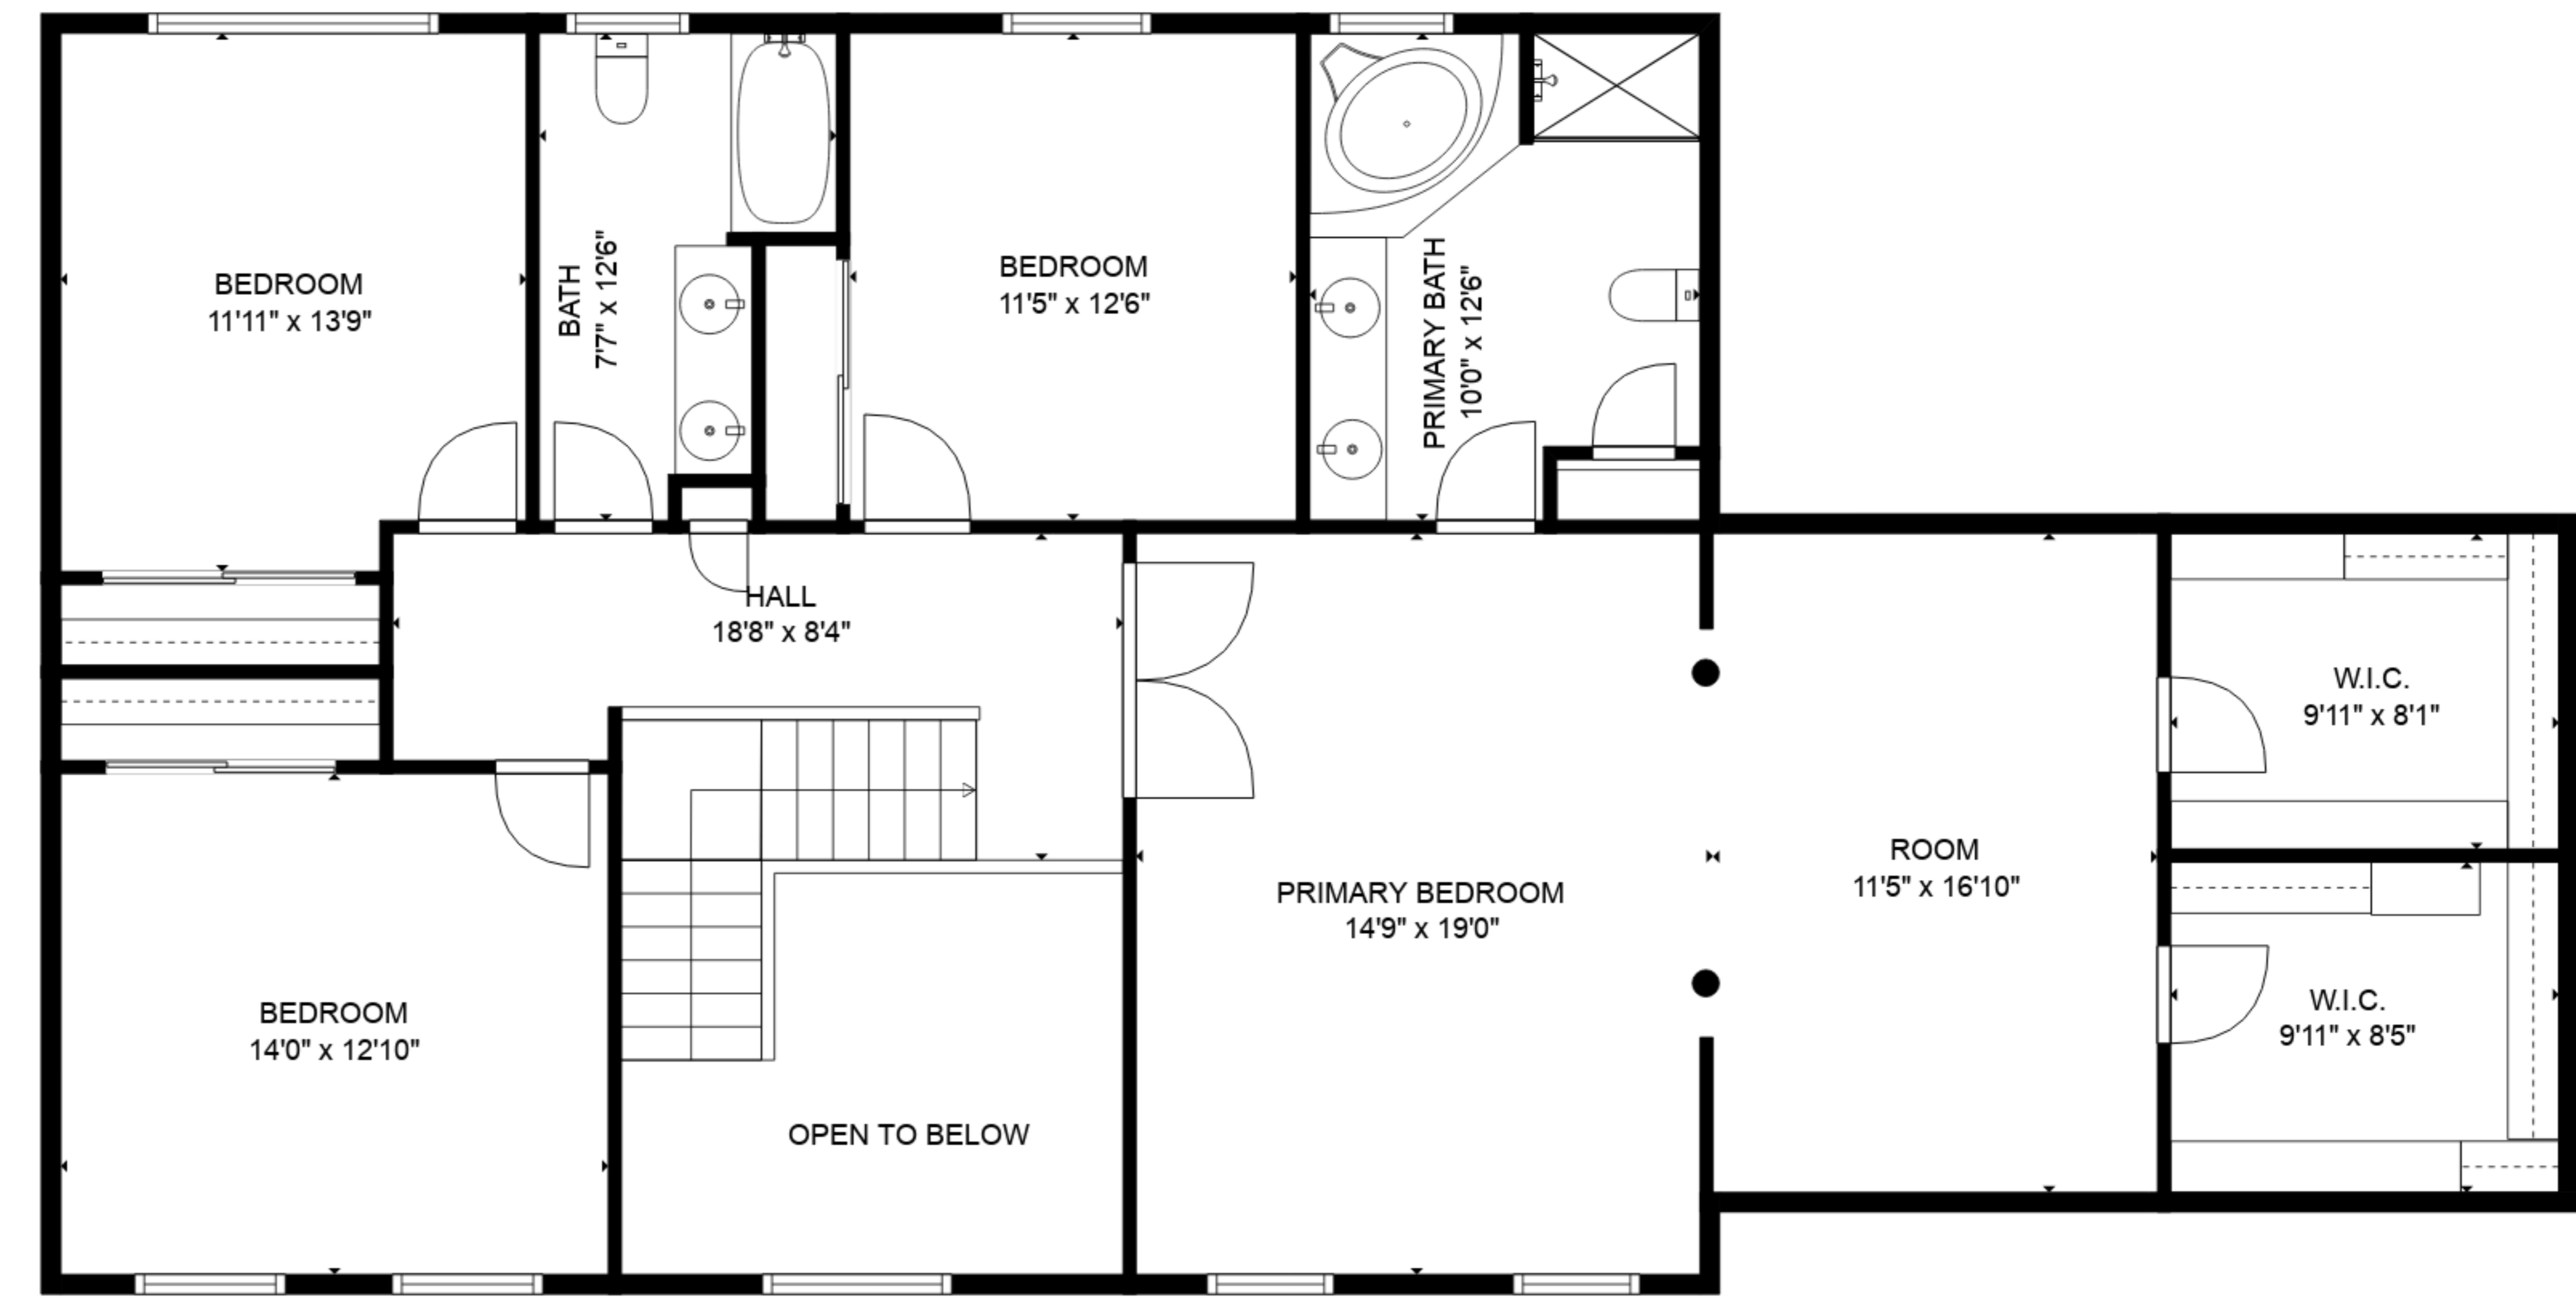 BEDROOM
11'11" x 13'9"
BATH
7'7" x 12'6"
BEDROOM
11'5" x 12'6"
PRIMARY BATH
10'0" x 12'6"
HALL
18'8" x 8'4"
W.I.C.
9'11" x 8'1"
ROOM
11'5" x 16'10"
PRIMARY BEDROOM
14'9" x 19'0"
W.I.C.
9'11" x 8'5"
BEDROOM
14'0" x 12'10"
OPEN TO BELOW